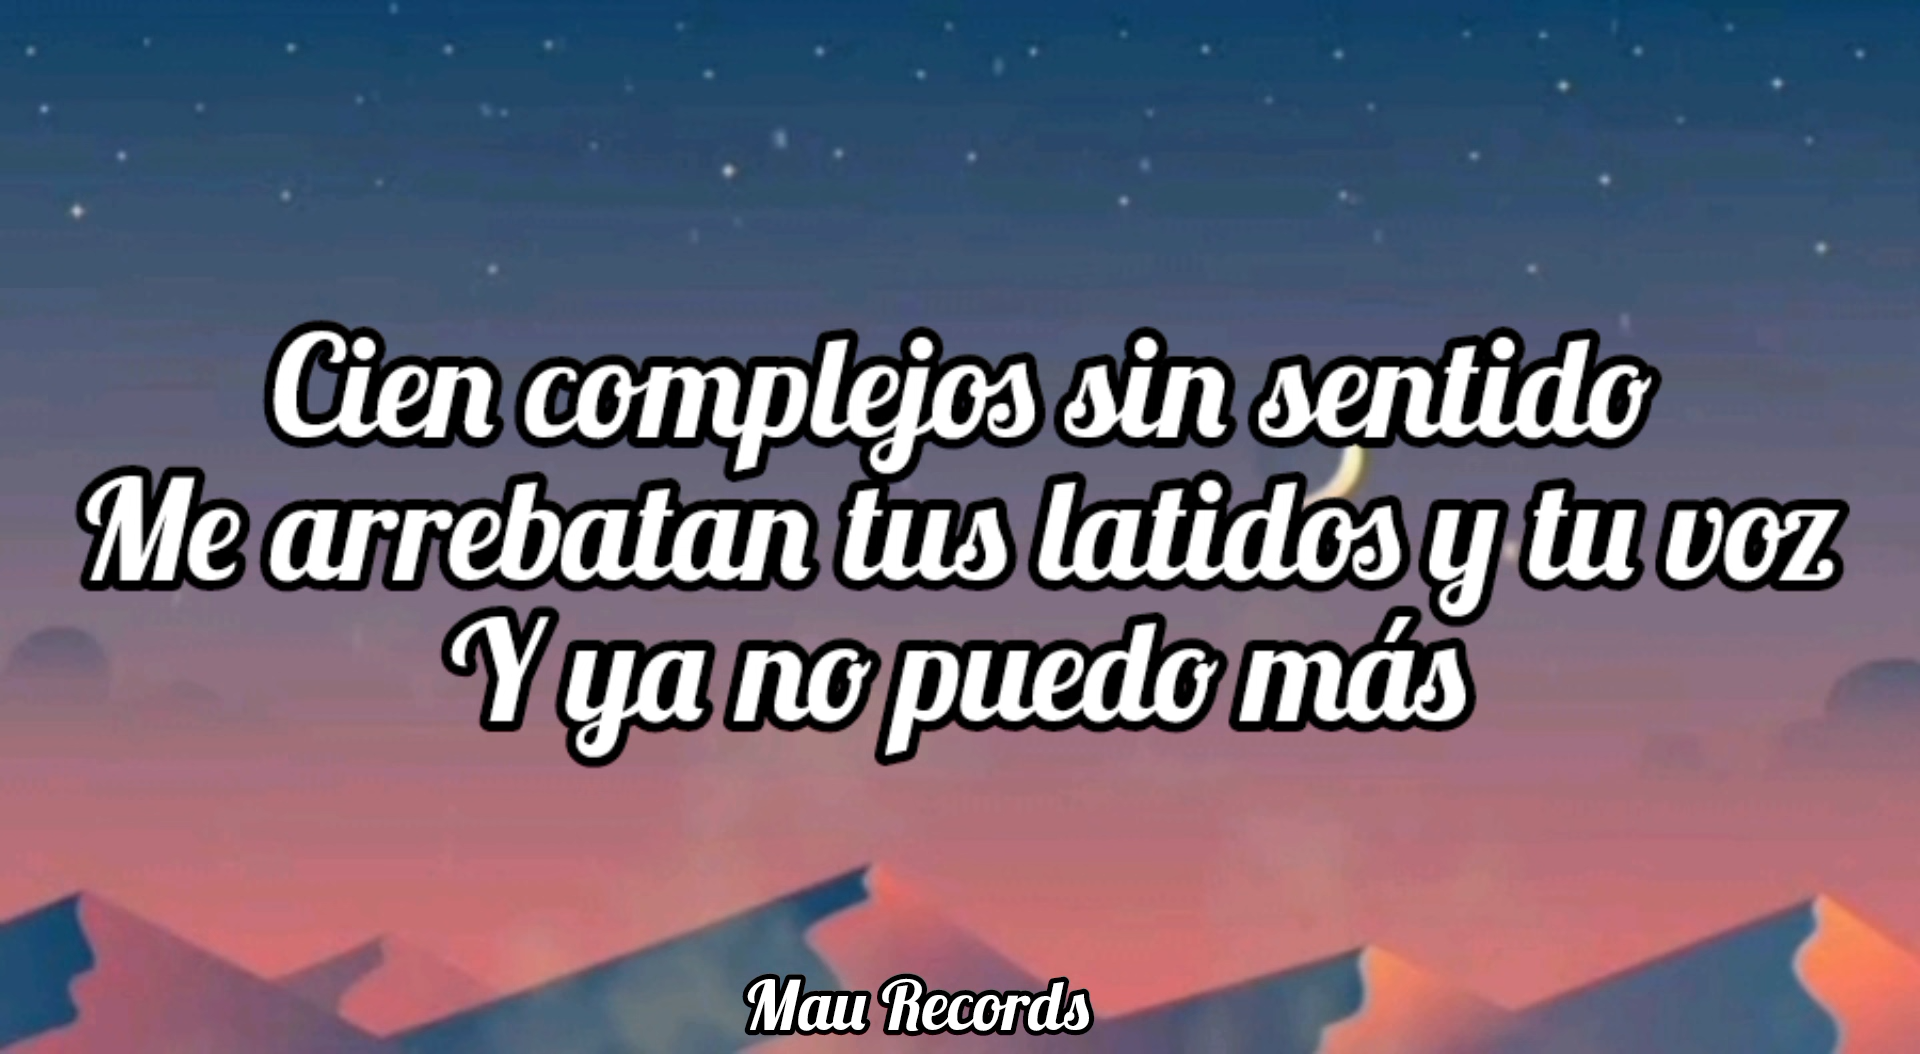 Cien complejos sin sentido
Me arrebatan tus latidos y tu voz
Y ya no puedo más
Mau Records